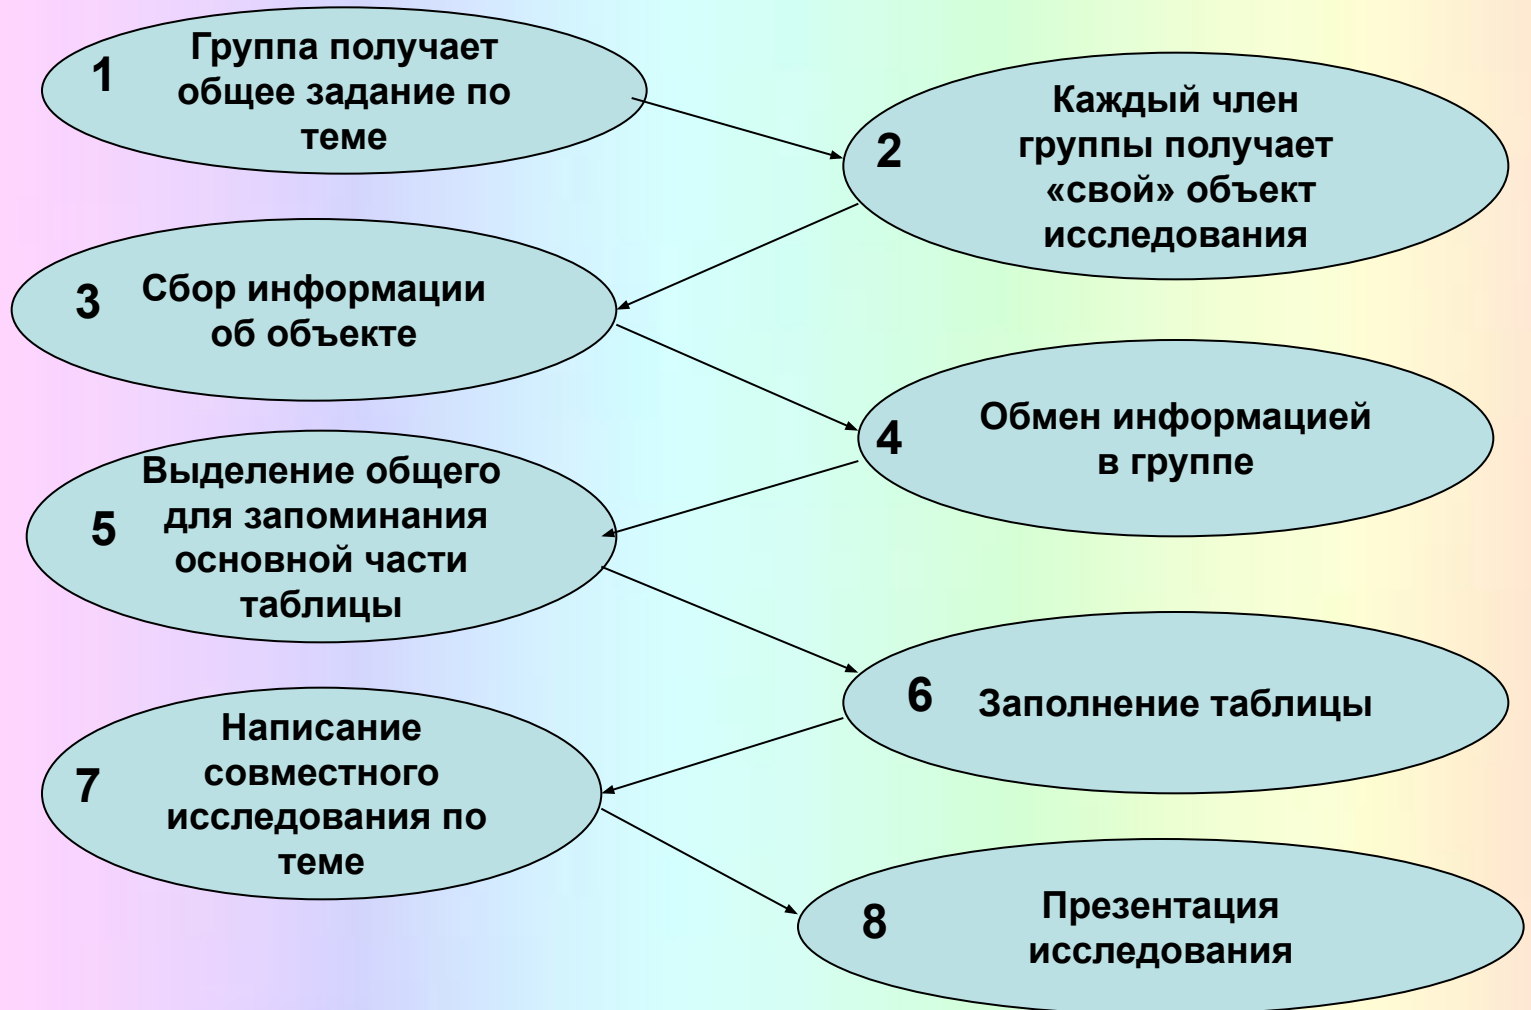 1
Группа получает
общее задание по
теме
2
Каждый член
группы получает
«свой» объект
исследования
3
Сбор информации
об объекте
4
Обмен информацией
в группе
5
Выделение общего
для запоминания
основной части
таблицы
6
Заполнение таблицы
7
Написание
совместного
исследования по
теме
8
Презентация
исследования